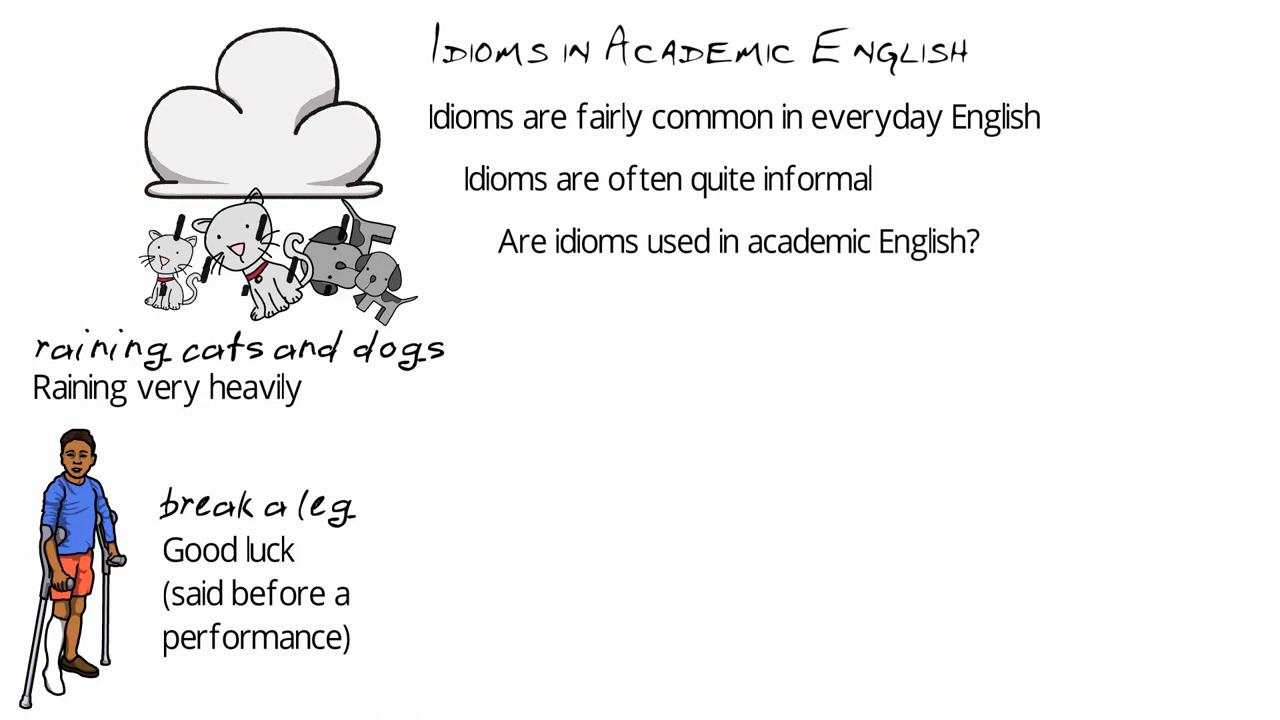 Idioms in Academic English
Idioms are fairly common in everyday English
Idioms are often quite informal
Are idioms used in academic English?
raining cats and dogs
Raining very heavily
break a leg
Good luck
(said before a
performance)